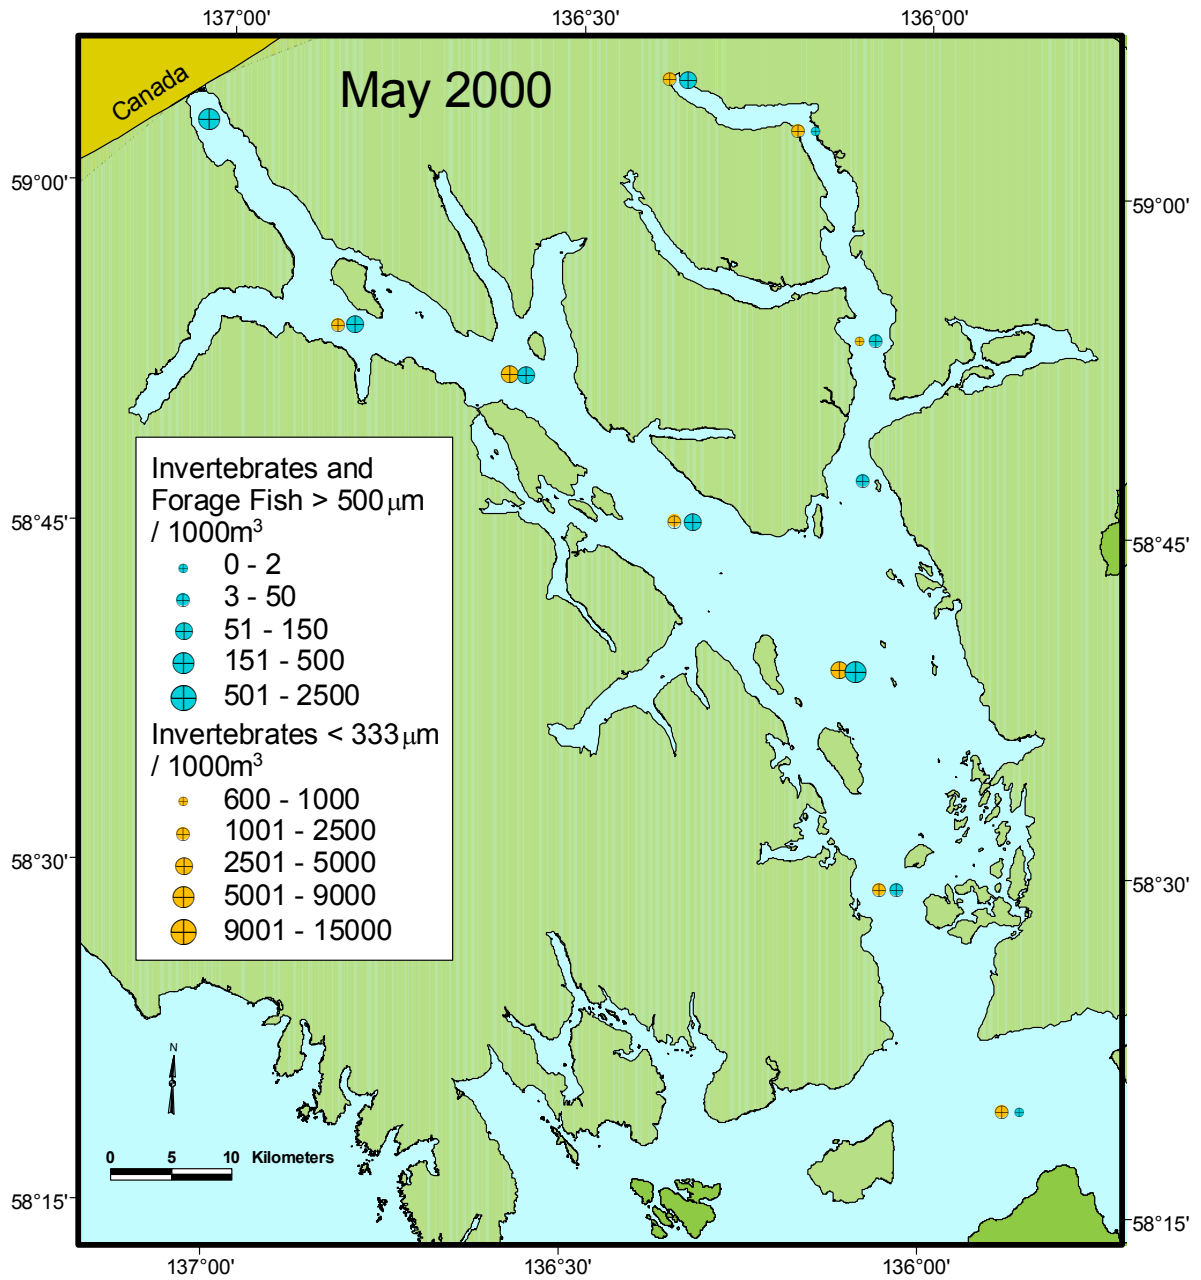 137°00' 136°30' 136°00'
Canada
May 2000
59°00'
59°00'
Invertebrates and
Forage Fish > 500μm
/ 1000m³
0 - 2
3 - 50
51 - 150
151 - 500
501 - 2500
Invertebrates < 333μm
/ 1000m³
600 - 1000
1001 - 2500
2501 - 5000
5001 - 9000
9001 - 15000
58°45'
58°45'
58°30'
58°30'
N
0 5 10 Kilometers
58°15'
58°15'
137°00' 136°30' 136°00'